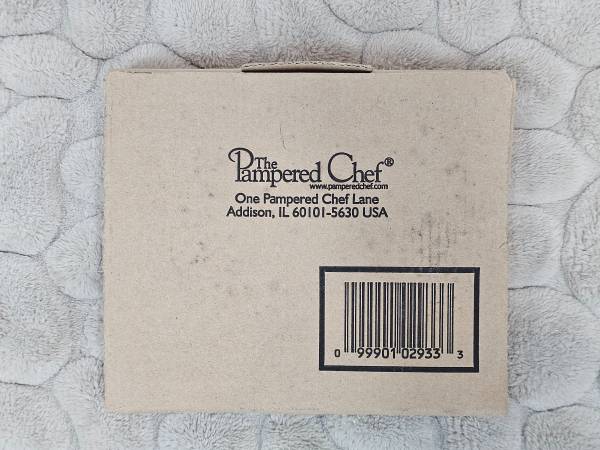 The
Pampered Chef®
www.pamperedchef.com
One Pampered Chef Lane
Addison, IL 60101-5630 USA
0 99901 02933 3